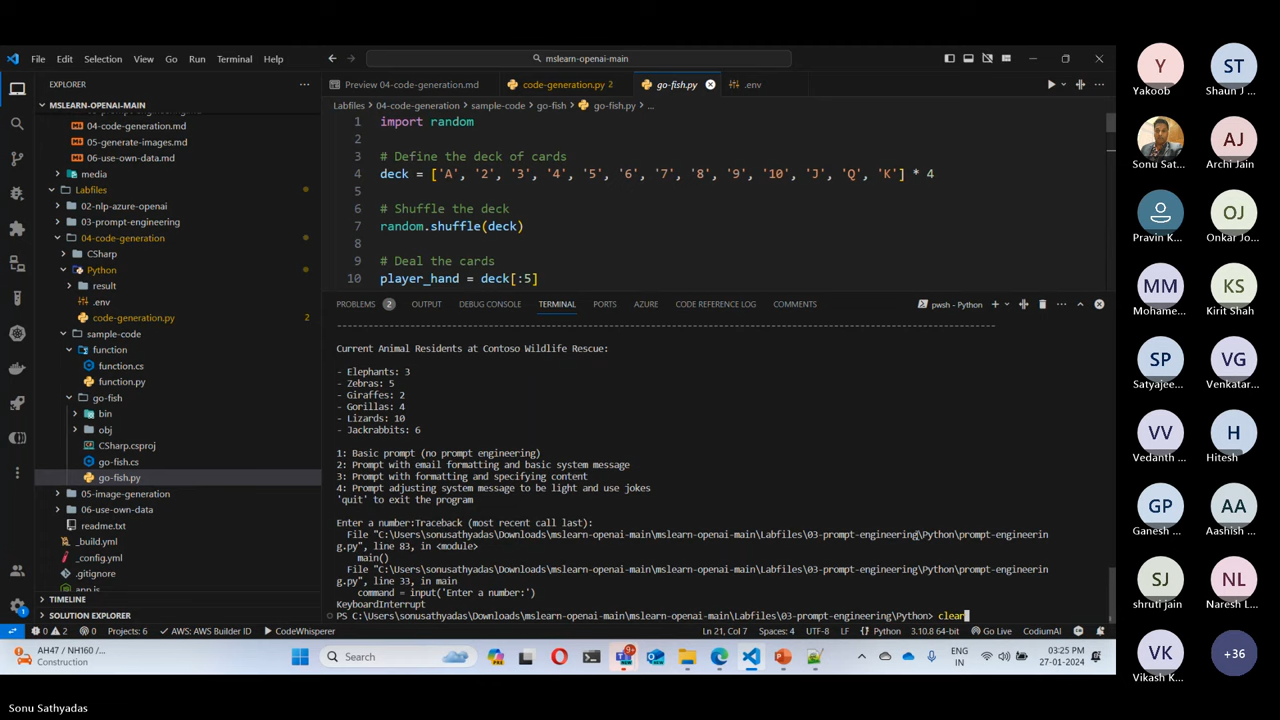 File Edit Selection View Go Run Terminal Help
mslearn-openai-main
EXPLORER
MSLEARN-OPENAI-MAIN
04-code-generation.md
05-generate-images.md
06-use-own-data.md
media
Labfiles
02-nlp-azure-openai
03-prompt-engineering
04-code-generation
CSharp
Python
result
.env
code-generation.py 2
sample-code
function
function.cs
function.py
go-fish
bin
obj
CSharp.csproj
go-fish.cs
go-fish.py
05-image-generation
06-use-own-data
readme.txt
_build.yml
_config.yml
.gitignore
TIMELINE
SOLUTION EXPLORER
Preview 04-code-generation.md code-generation.py 2 go-fish.py .env
Labfiles > 04-code-generation > sample-code > go-fish > go-fish.py > ...
1 import random
2
3 # Define the deck of cards
4 deck = ['A', '2', '3', '4', '5', '6', '7', '8', '9', '10', 'J', 'Q', 'K'] * 4
5
6 # Shuffle the deck
7 random.shuffle(deck)
8
9 # Deal the cards
10 player_hand = deck[:5]
PROBLEMS 2 OUTPUT DEBUG CONSOLE TERMINAL PORTS AZURE CODE REFERENCE LOG COMMENTS
pwsh - Python
Current Animal Residents at Contoso Wildlife Rescue:
- Elephants: 3
- Zebras: 5
- Giraffes: 2
- Gorillas: 4
- Lizards: 10
- Jackrabbits: 6
1: Basic prompt (no prompt engineering)
2: Prompt with email formatting and basic system message
3: Prompt with formatting and specifying content
4: Prompt adjusting system message to be light and use jokes
'quit' to exit the program
Enter a number:Traceback (most recent call last):
File "C:\Users\sonusathyadas\Downloads\mslearn-openai-main\mslearn-openai-main\Labfiles\03-prompt-engineering\Python\prompt-engineerin
g.py", line 83, in <module>
main()
File "C:\Users\sonusathyadas\Downloads\mslearn-openai-main\mslearn-openai-main\Labfiles\03-prompt-engineering\Python\prompt-engineerin
g.py", line 33, in main
command = input('Enter a number:')
KeyboardInterrupt
PS C:\Users\sonusathyadas\Downloads\mslearn-openai-main\mslearn-openai-main\Labfiles\03-prompt-engineering\Python> clear
0 2 0 Projects: 6 AWS: AWS Builder ID CodeWhisperer Ln 21, Col 7 Spaces: 4 UTF-8 LF Python 3.10.8 64-bit Go Live CodiumAI
AH47 / NH160 /...
Construction
Search
9+
ENG
IN
03:25 PM
27-01-2024
Y
Yakoob
ST
Shaun J ...
Sonu Sat...
AJ
Archi Jain
Pravin K...
OJ
Onkar Jo...
MM
Mohame...
KS
Kirit Shah
SP
Satyajee...
VG
Venkatar...
VV
Vedanth ...
H
Hitesh
GP
Ganesh ...
AA
Aashish ...
SJ
shruti jain
NL
Naresh L...
VK
Vikash K...
+36
Sonu Sathyadas